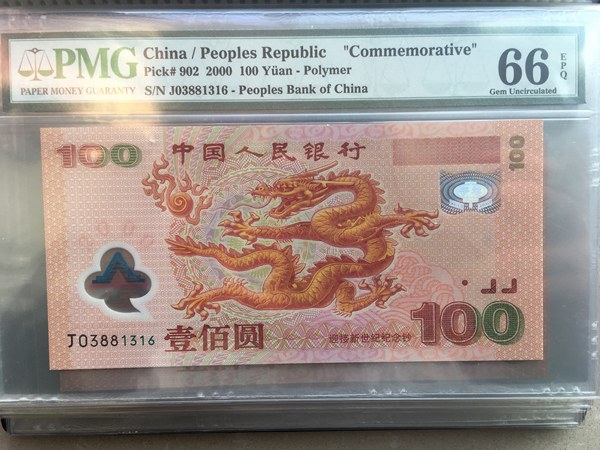 PMG
PAPER MONEY GUARANTY
China / Peoples Republic "Commemorative"
Pick# 902 2000 100 Yüan - Polymer
S/N J03881316 - Peoples Bank of China
66 EPQ
Gem Uncirculated
100 中国人民银行 100
J03881316 壹佰圆
迎接新世纪纪念钞
100